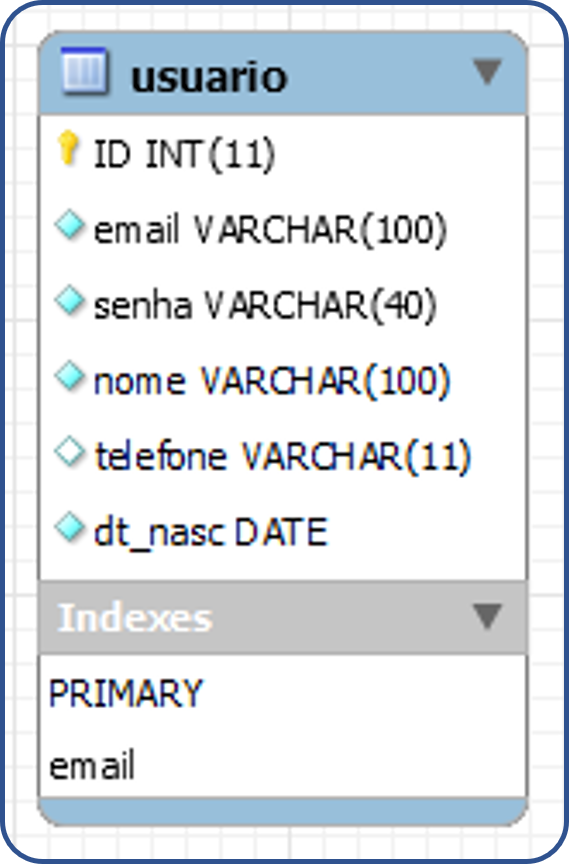 usuario
ID INT(11)
email VARCHAR(100)
senha VARCHAR(40)
nome VARCHAR(100)
telefone VARCHAR(11)
dt_nasc DATE
Indexes
PRIMARY
email